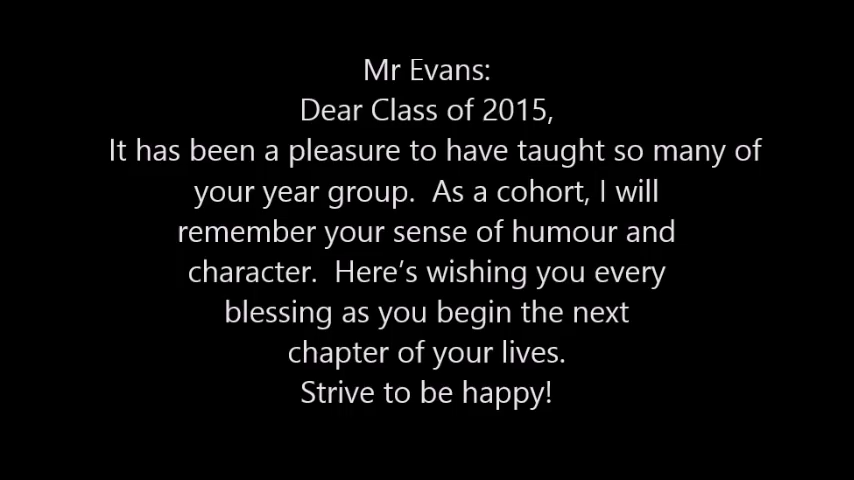 Mr Evans:
Dear Class of 2015,
It has been a pleasure to have taught so many of
your year group.  As a cohort, I will
remember your sense of humour and
character.  Here’s wishing you every
blessing as you begin the next
chapter of your lives.
Strive to be happy!